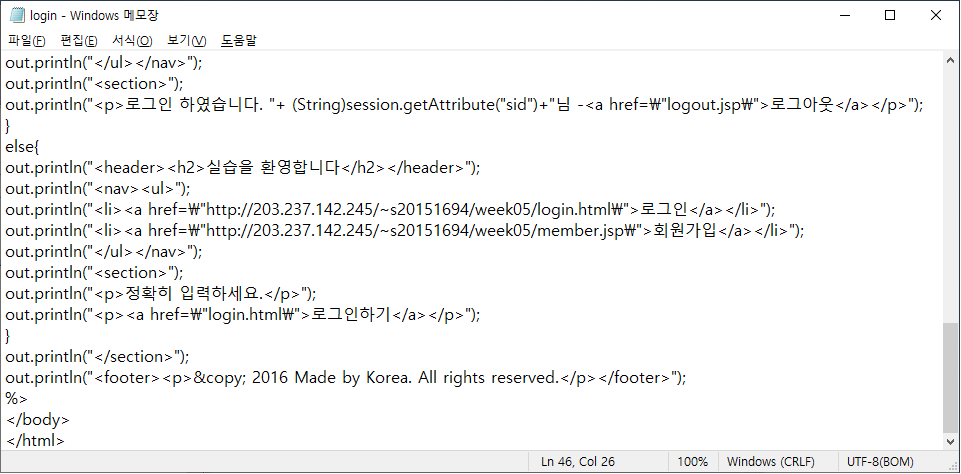 login - Windows 메모장
파일(F) 편집(E) 서식(O) 보기(V) 도움말
out.println("</ul></nav>");
out.println("<section>");
out.println("<p>로그인 하였습니다. "+ (String)session.getAttribute("sid")+"님 -<a href=₩"logout.jsp₩">로그아웃</a></p>");
}
else{
out.println("<header><h2>실습을 환영합니다</h2></header>");
out.println("<nav><ul>");
out.println("<li><a href=₩"http://203.237.142.245/~s20151694/week05/login.html₩">로그인</a></li>");
out.println("<li><a href=₩"http://203.237.142.245/~s20151694/week05/member.jsp₩">회원가입</a></li>");
out.println("</ul></nav>");
out.println("<section>");
out.println("<p>정확히 입력하세요.</p>");
out.println("<p><a href=₩"login.html₩">로그인하기</a></p>");
}
out.println("</section>");
out.println("<footer><p>&copy; 2016 Made by Korea. All rights reserved.</p></footer>");
%>
</body>
</html>
Ln 46, Col 26 100% Windows (CRLF) UTF-8(BOM)